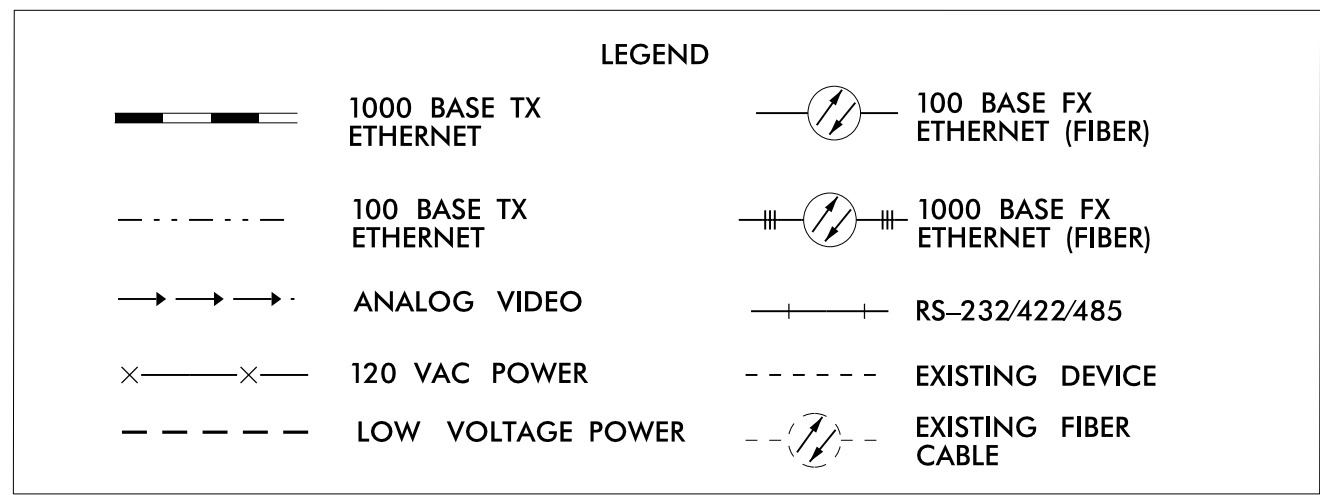 LEGEND
1000 BASE TX
ETHERNET
100 BASE TX
ETHERNET
ANALOG VIDEO
120 VAC POWER
LOW VOLTAGE POWER
100 BASE FX
ETHERNET (FIBER)
1000 BASE FX
ETHERNET (FIBER)
RS–232/422/485
EXISTING DEVICE
EXISTING FIBER
CABLE